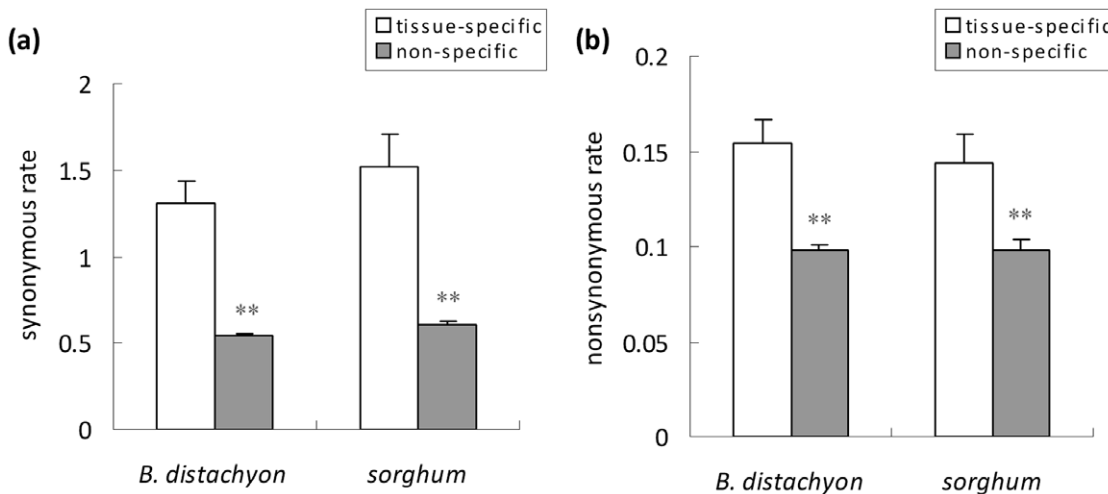 (a)
tissue-specific
non-specific
synonymous rate
2
1.5
1
0.5
0
**
**
B. distachyon
sorghum
(b)
tissue-specific
non-specific
nonsynonymous rate
0.2
0.15
0.1
0.05
0
**
**
B. distachyon
sorghum